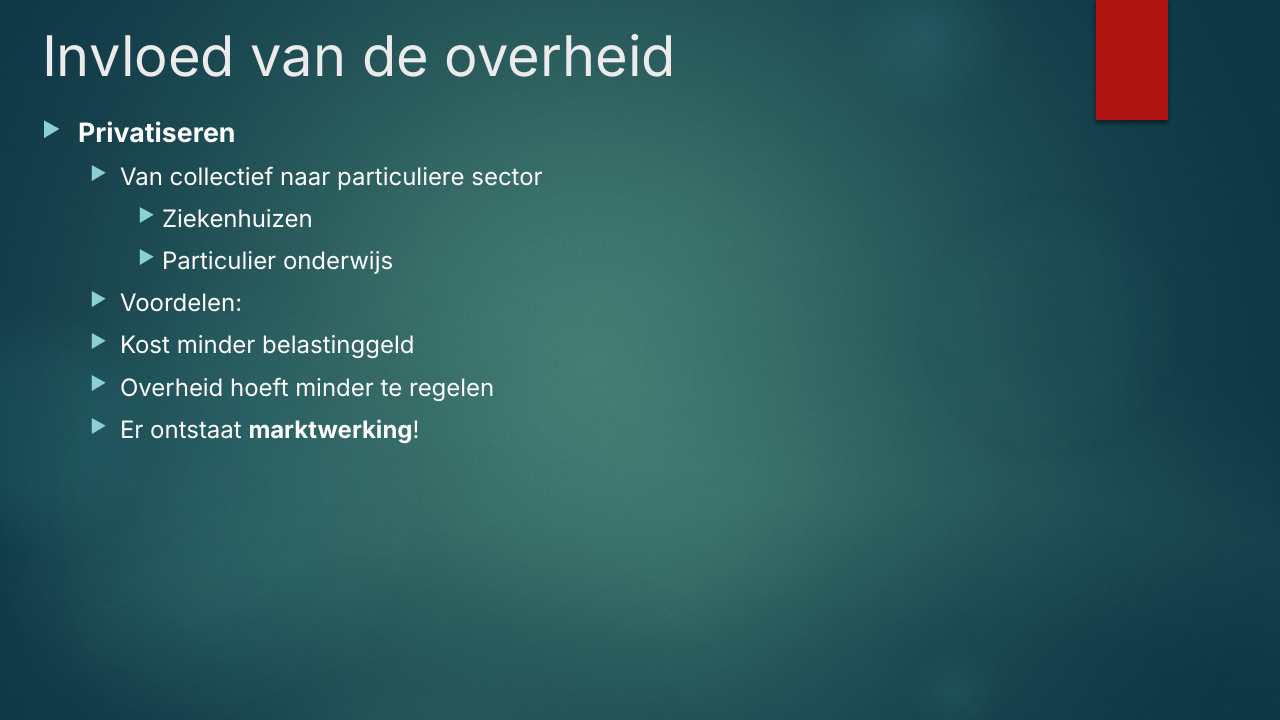 Invloed van de overheid
Privatiseren
Van collectief naar particuliere sector
Ziekenhuizen
Particulier onderwijs
Voordelen:
Kost minder belastinggeld
Overheid hoeft minder te regelen
Er ontstaat marktwerking!